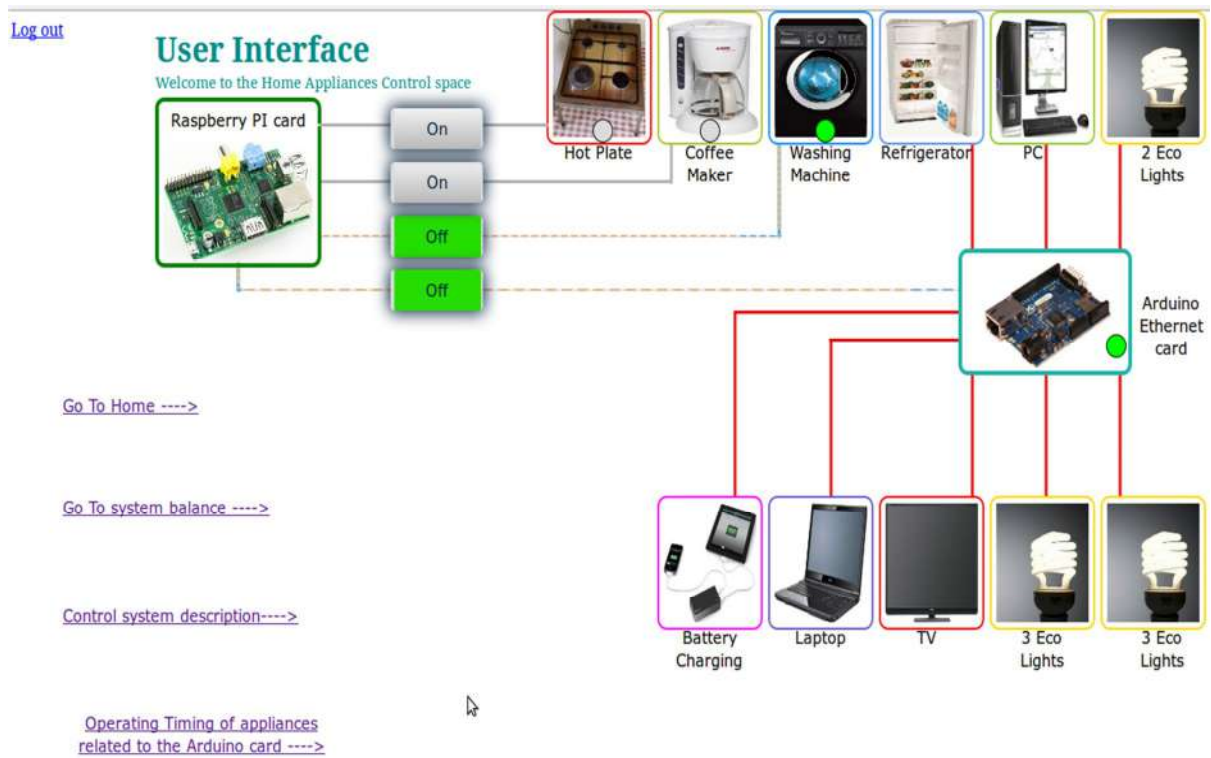 Log out
User Interface
Welcome to the Home Appliances Control space
Raspberry PI card
On
On
Off
Off
Hot Plate
Coffee
Maker
Washing
Machine
Refrigerator
PC
2 Eco
Lights
Arduino
Ethernet
card
Go To Home ---->
Go To system balance ---->
Control system description---->
Operating Timing of appliances
related to the Arduino card ---->
Battery
Charging
Laptop
TV
3 Eco
Lights
3 Eco
Lights